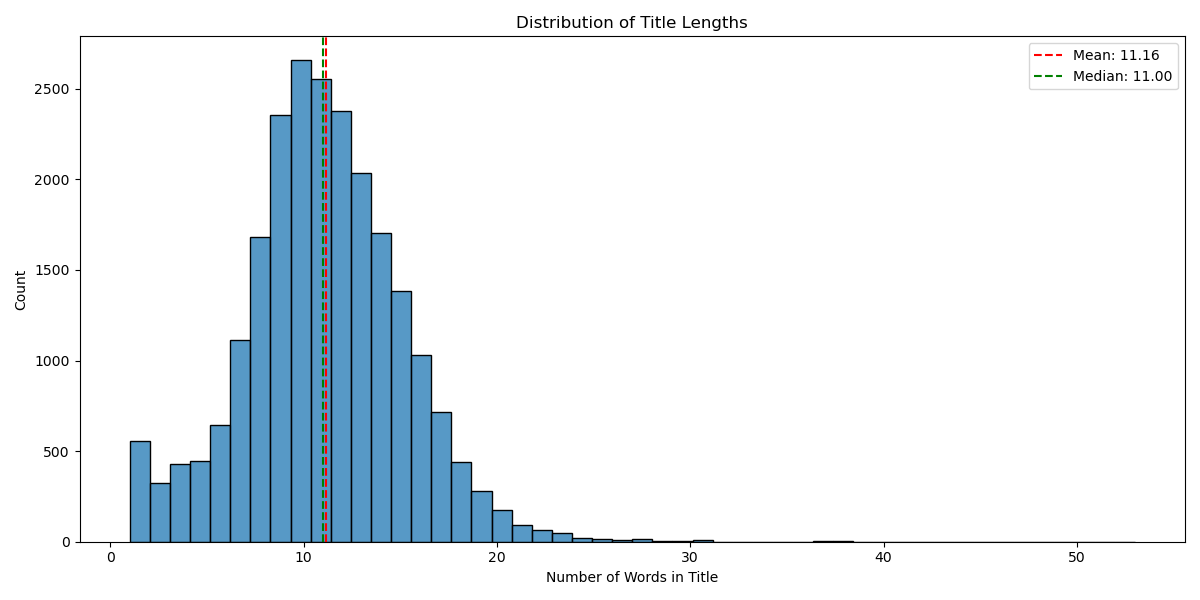 Distribution of Title Lengths
Mean: 11.16
Median: 11.00
2500
2000
1500
1000
500
0
Count
0 10 20 30 40 50
Number of Words in Title